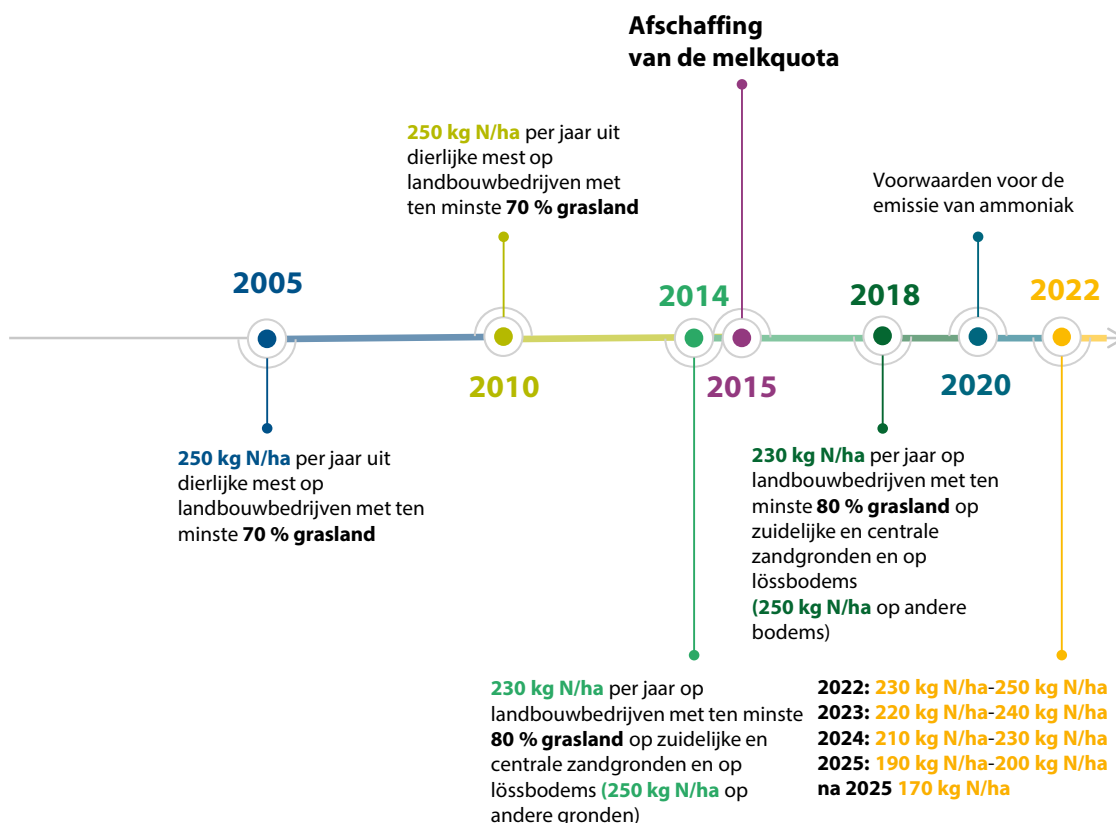 Afschaffing
van de melkquota
250 kg N/ha per jaar uit
dierlijke mest op
landbouwbedrijven met
ten minste 70 % grasland
Voorwaarden voor de
emissie van ammoniak
2005
2014
2018
2022
2010
2015
2020
250 kg N/ha per jaar uit
dierlijke mest op
landbouwbedrijven met ten
minste 70 % grasland
230 kg N/ha per jaar op
landbouwbedrijven met ten
minste 80 % grasland op
zuidelijke en centrale
zandgronden en op
lössbodems
(250 kg N/ha op andere
bodems)
230 kg N/ha per jaar op
landbouwbedrijven met ten minste
80 % grasland op zuidelijke en
centrale zandgronden en op
lössbodems (250 kg N/ha op
andere gronden)
2022: 230 kg N/ha-250 kg N/ha
2023: 220 kg N/ha-240 kg N/ha
2024: 210 kg N/ha-230 kg N/ha
2025: 190 kg N/ha-200 kg N/ha
na 2025 170 kg N/ha